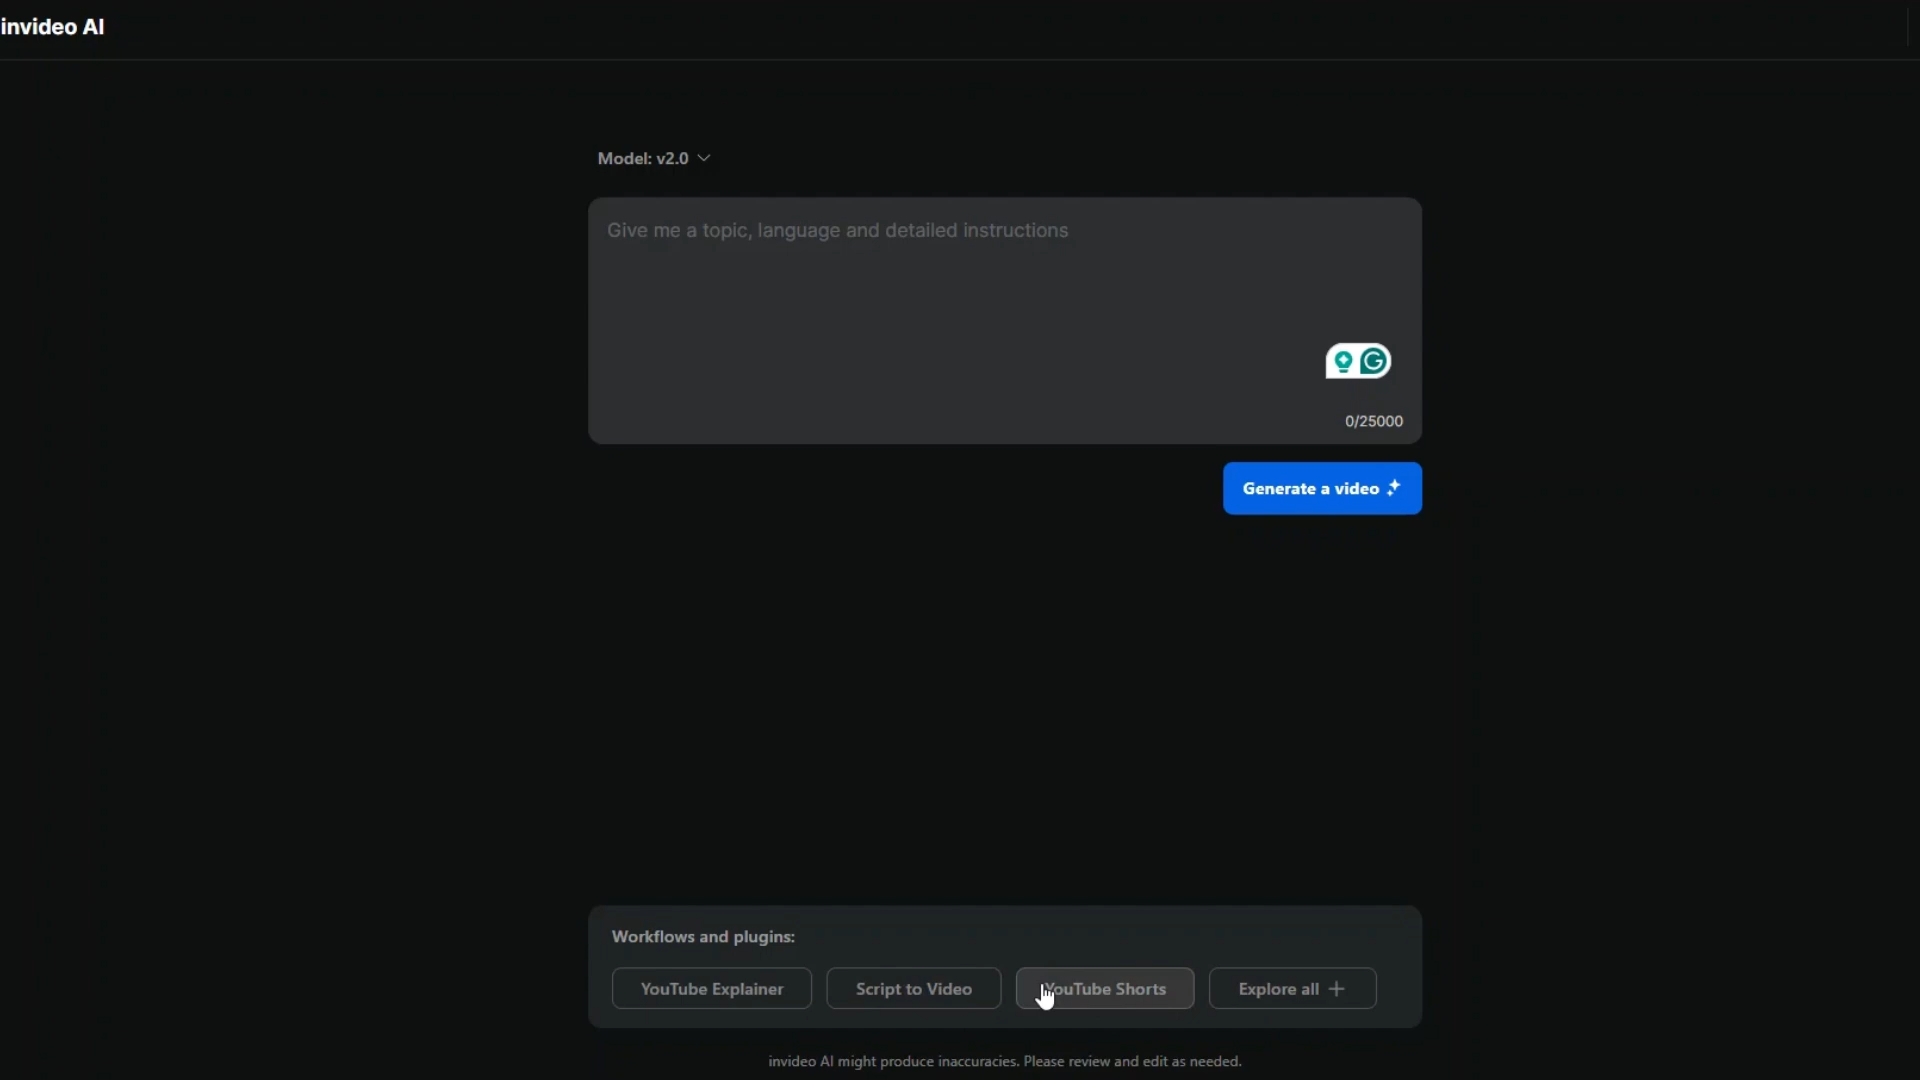 invideo AI
Model: v2.0
Give me a topic, language and detailed instructions
0/25000
Generate a video
Workflows and plugins:
YouTube Explainer
Script to Video
YouTube Shorts
Explore all
invideo AI might produce inaccuracies. Please review and edit as needed.